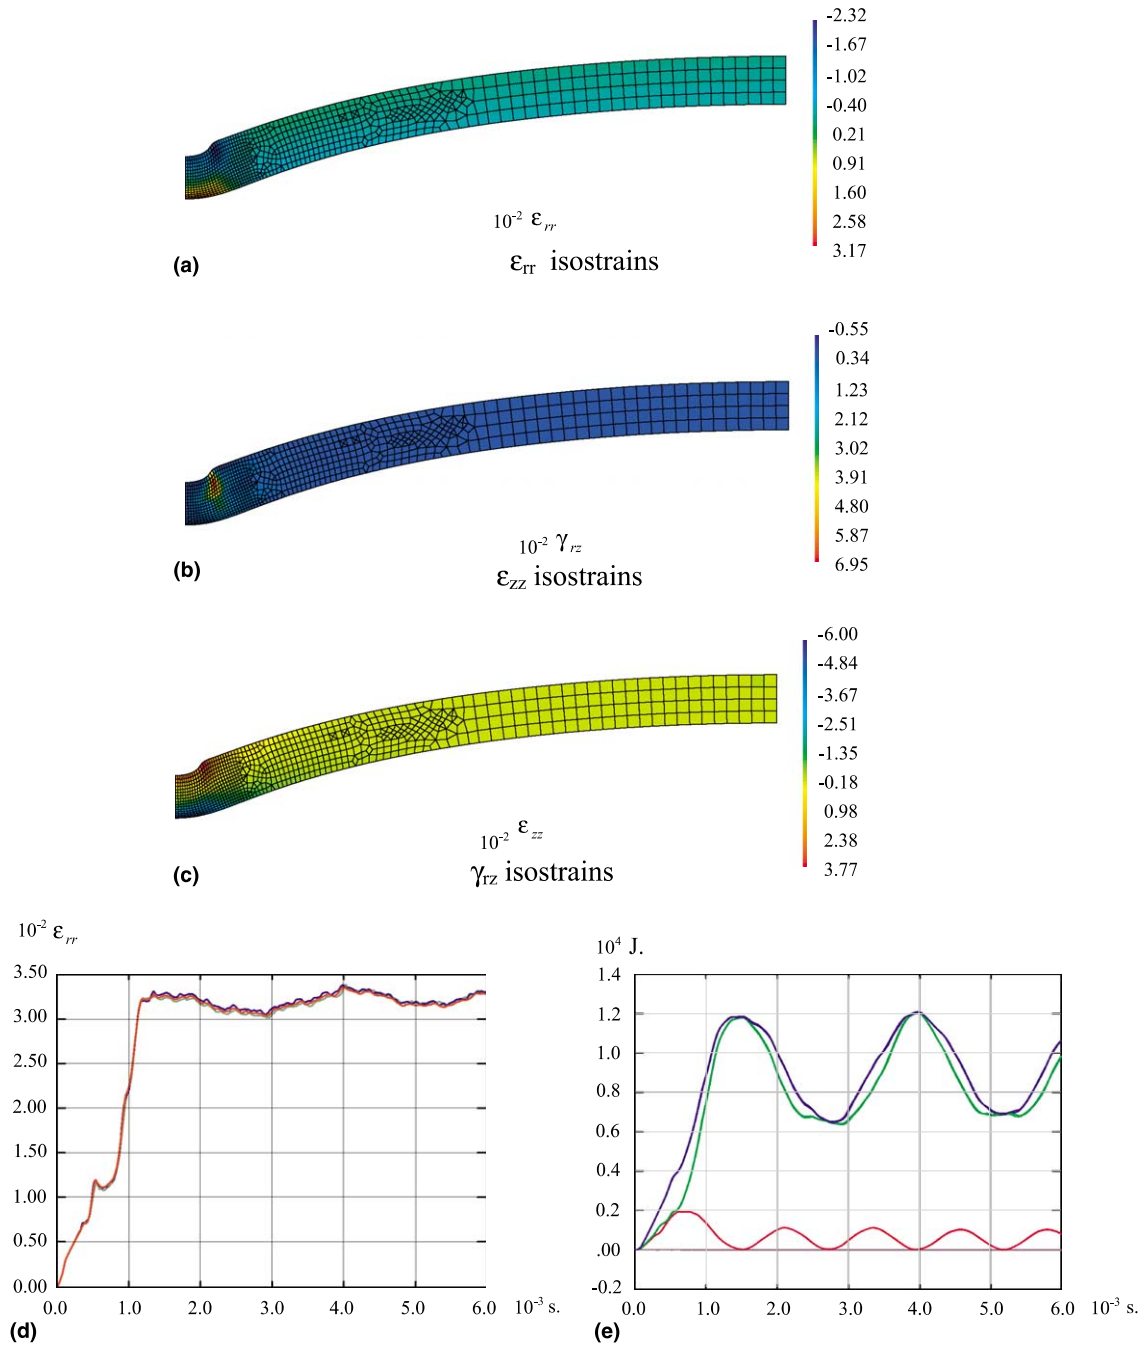 -2.32
-1.67
-1.02
-0.40
0.21
0.91
1.60
2.58
3.17
10⁻² εrr
(a)
εrr isostrains
-0.55
0.34
1.23
2.12
3.02
3.91
4.80
5.87
6.95
10⁻² γrz
(b)
εzz isostrains
-6.00
-4.84
-3.67
-2.51
-1.35
-0.18
0.98
2.38
3.77
10⁻² εzz
(c)
γrz isostrains
10⁻² εrr
3.50
3.00
2.50
2.00
1.50
1.00
0.50
0.00
0.0 1.0 2.0 3.0 4.0 5.0 6.0 10⁻³ s.
(d)
10⁴ J.
1.4
1.2
1.0
0.8
0.6
0.4
0.2
.00
-0.2
0.0 1.0 2.0 3.0 4.0 5.0 6.0 10⁻³ s.
(e)